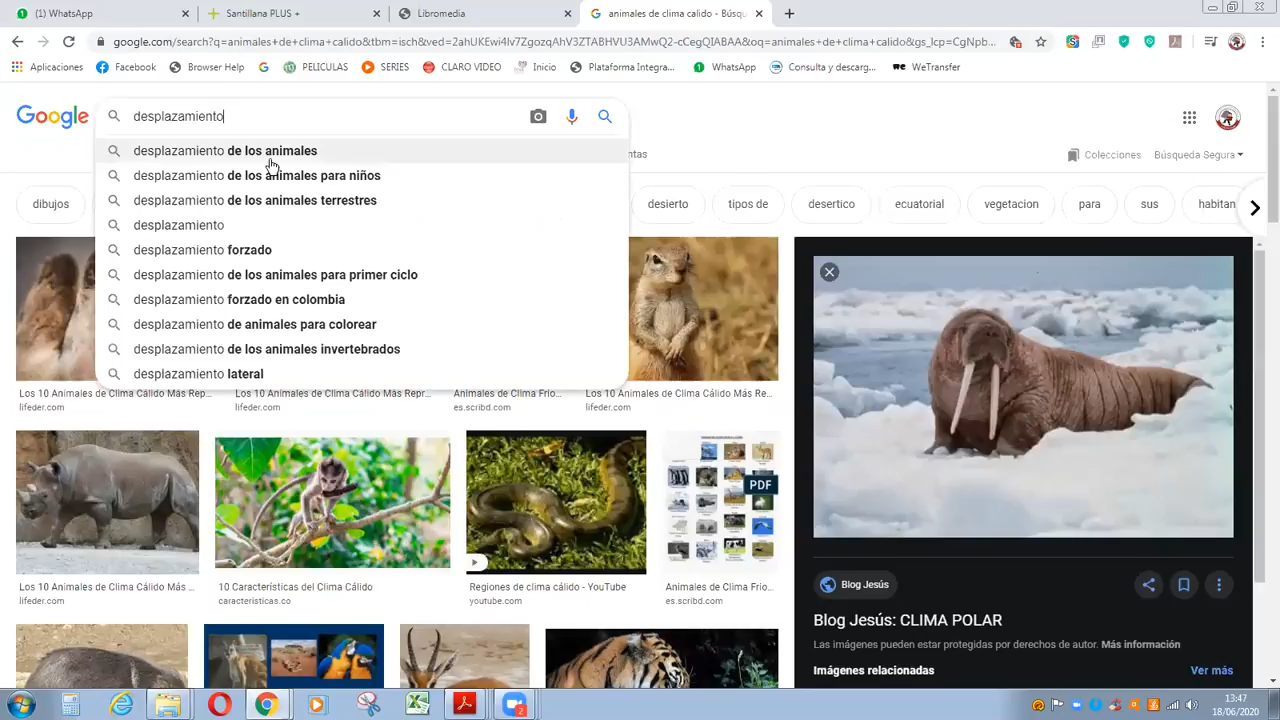 (1) WhatsApp
Santillana PLUS +
Libromedia
animales de clima calido - Búsqu
google.com/search?q=animales+de+clima+calido&tbm=isch&ved=2ahUKEwi4lv7ZgozqAhV3ZTABHVU3AMwQ2-cCegQIABAA&oq=animales+de+clima+calido&gs_lcp=CgNpb...
Aplicaciones
Facebook
Browser Help
PELICULAS
SERIES
CLARO VIDEO
Inicio
Plataforma Integra...
WhatsApp
Consulta y descarg...
WeTransfer
Google
desplazamiento
desplazamiento de los animales
desplazamiento de los animales para niños
desplazamiento de los animales terrestres
desplazamiento
desplazamiento forzado
desplazamiento de los animales para primer ciclo
desplazamiento forzado en colombia
desplazamiento de animales para colorear
desplazamiento de los animales invertebrados
desplazamiento lateral
Colecciones
Búsqueda Segura
dibujos
desierto
tipos de
desertico
ecuatorial
vegetacion
para
sus
habitan
Los 10 Animales de Clima Cálido Más Rep...
lifeder.com
Los 10 Animales de Clima Cálido Más Rep...
lifeder.com
Animales de Clima Frio...
es.scribd.com
Los 10 Animales de Clima Cálido Más Re...
lifeder.com
PDF
Los 10 Animales de Clima Cálido Más ...
lifeder.com
10 Características del Clima Cálido
caracteristicas.co
Regiones de clima cálido - YouTube
youtube.com
Animales de Clima Frio...
es.scribd.com
Blog Jesús
Blog Jesús: CLIMA POLAR
Las imágenes pueden estar protegidas por derechos de autor. Más información
Imágenes relacionadas
Ver más
2
13:47
18/06/2020